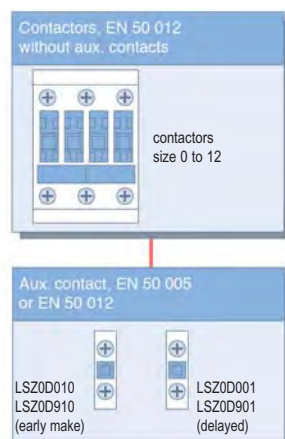 Contactors, EN 50 012
without aux. contacts
contactors
size 0 to 12
Aux. contact, EN 50 005
or EN 50 012
LSZ0D010
LSZ0D910
(early make)
LSZ0D001
LSZ0D901
(delayed)